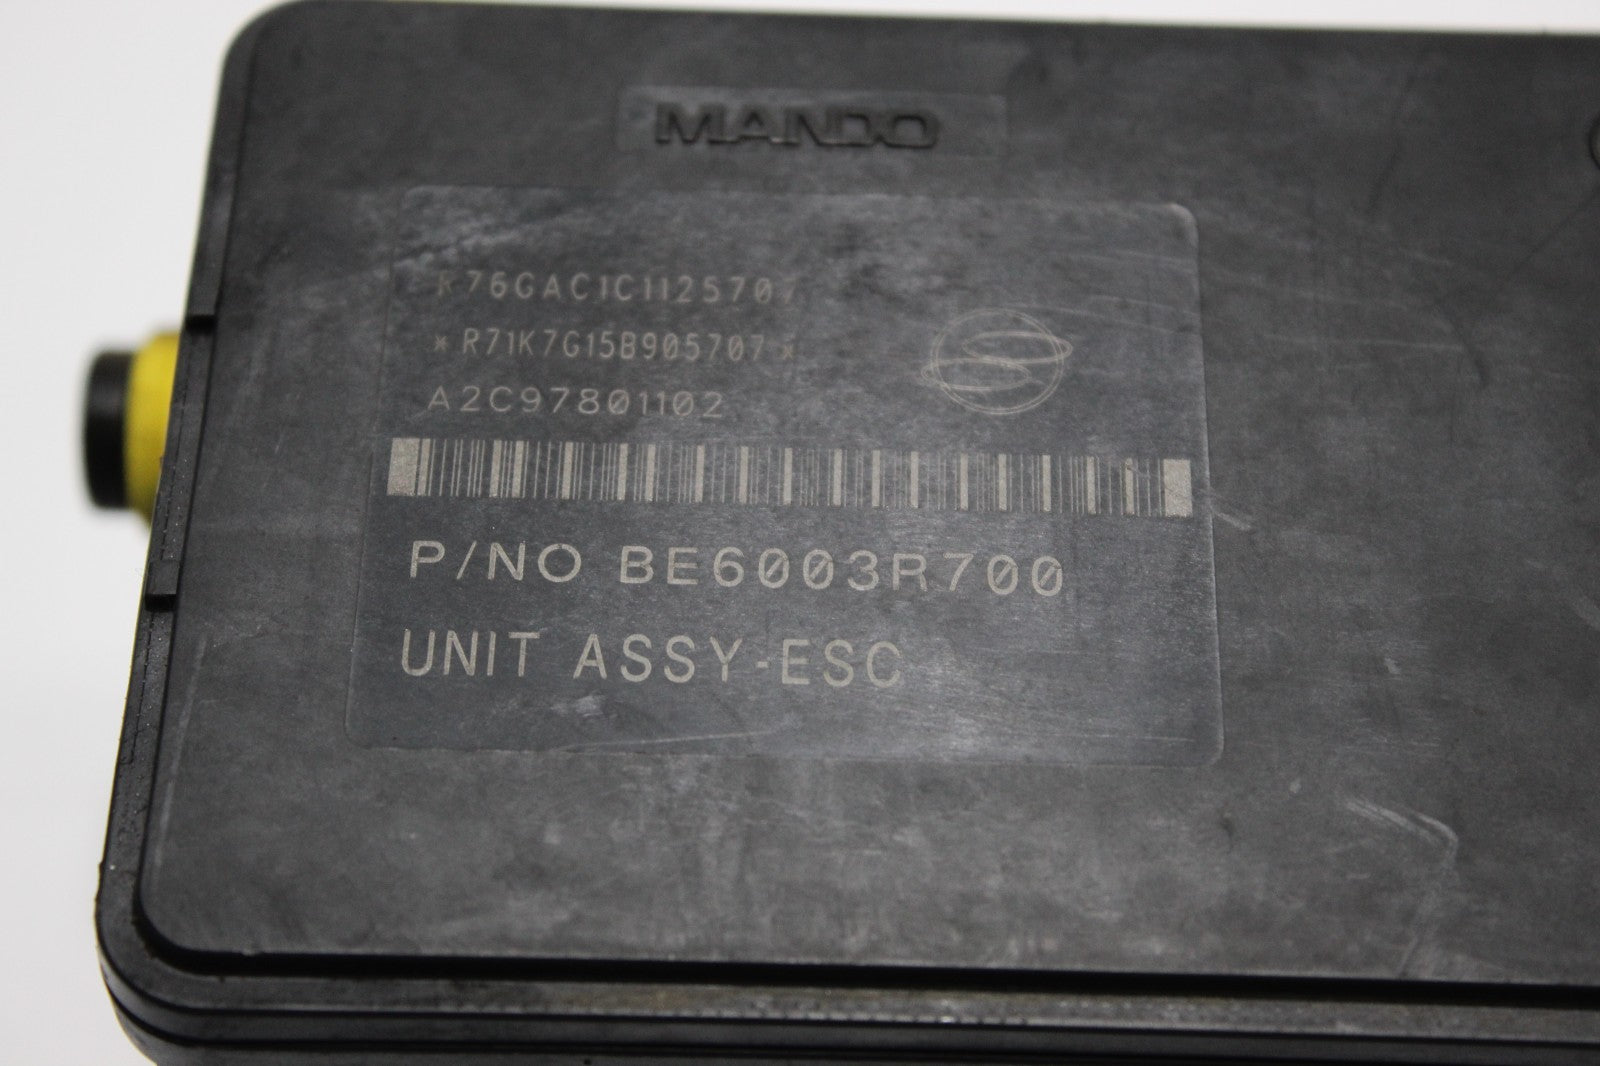 MANDO
R76GAC1C1125707
*R71K7G15B905707*
A2C97801102
P/NO BE6003R700
UNIT ASSY-ESC